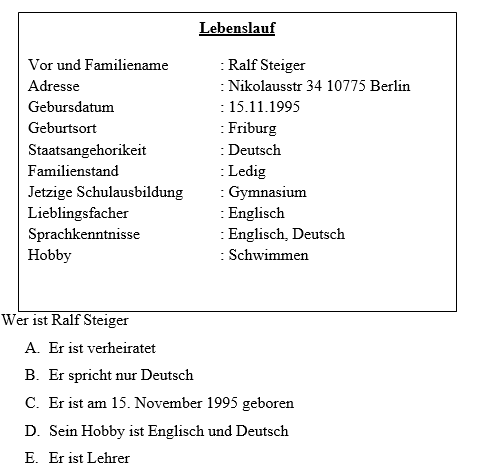 Lebenslauf
Vor und Familiename : Ralf Steiger
Adresse : Nikolausstr 34 10775 Berlin
Gebursdatum : 15.11.1995
Geburtsort : Friburg
Staatsangehorikeit : Deutsch
Familienstand : Ledig
Jetzige Schulausbildung : Gymnasium
Lieblingsfacher : Englisch
Sprachkenntnisse : Englisch, Deutsch
Hobby : Schwimmen
Wer ist Ralf Steiger
A. Er ist verheiratet
B. Er spricht nur Deutsch
C. Er ist am 15. November 1995 geboren
D. Sein Hobby ist Englisch und Deutsch
E. Er ist Lehrer